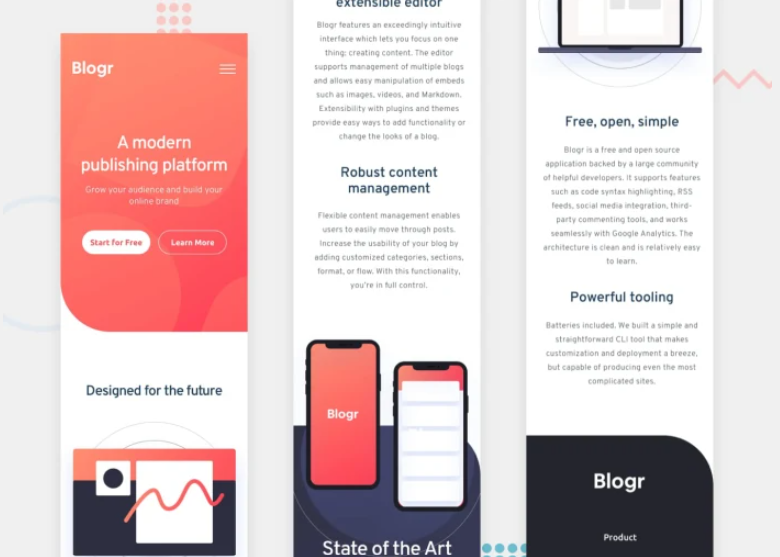 Blogr
A modern
publishing platform
Grow your audience and build your
online brand
Start for Free
Learn More
Designed for the future
extensible editor
Blogr features an exceedingly intuitive
interface which lets you focus on one
thing: creating content. The editor
supports management of multiple blogs
and allows easy manipulation of embeds
such as images, videos, and Markdown.
Extensibility with plugins and themes
provide easy ways to add functionality or
change the looks of a blog.
Robust content
management
Flexible content management enables
users to easily move through posts.
Increase the usability of your blog by
adding customized categories, sections,
format, or flow. With this functionality,
you're in full control.
Blogr
State of the Art
Free, open, simple
Blogr is a free and open source
application backed by a large community
of helpful developers. It supports features
such as code syntax highlighting, RSS
feeds, social media integration, third-
party commenting tools, and works
seamlessly with Google Analytics. The
architecture is clean and is relatively easy
to learn.
Powerful tooling
Batteries included. We built a simple and
straightforward CLI tool that makes
customization and deployment a breeze,
but capable of producing even the most
complicated sites.
Blogr
Product